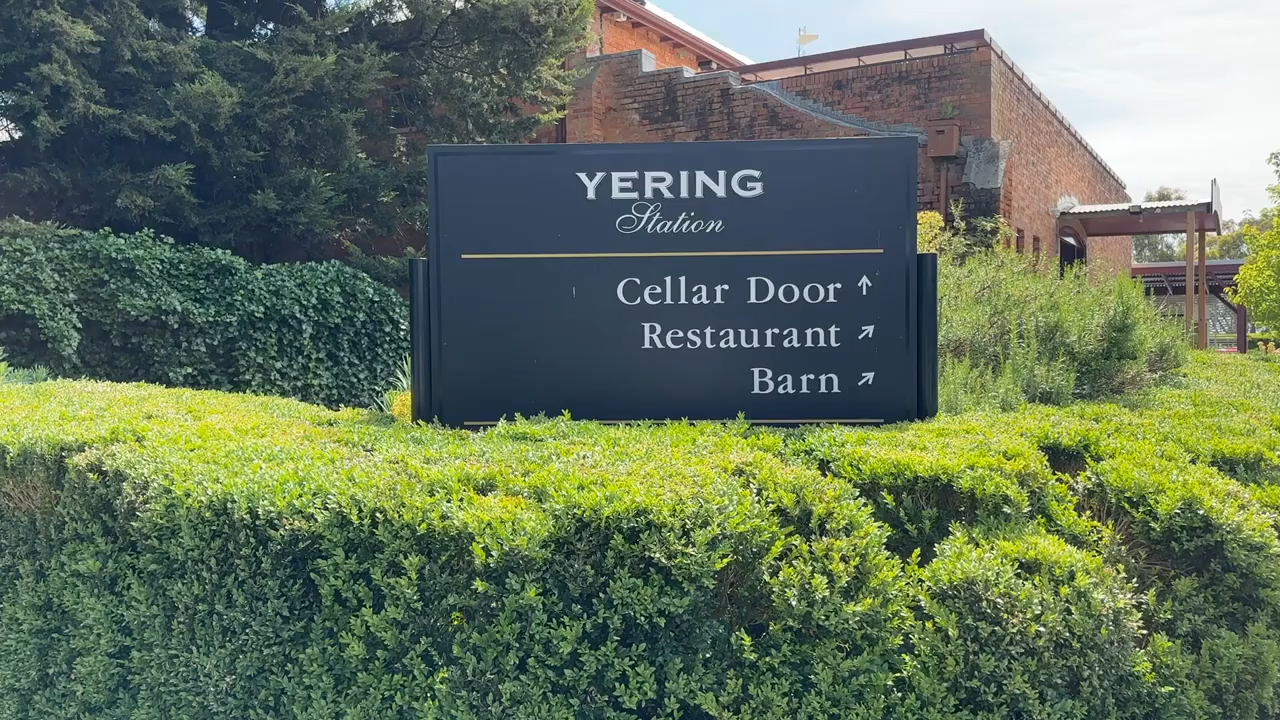 YERING
Station
Cellar Door ↑
Restaurant ↗
Barn ↗